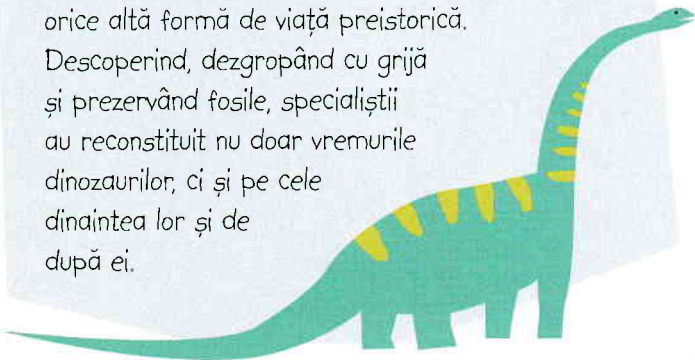 orice altă formă de viață preistorică.
Descoperind, dezgropând cu grijă
și prezervând fosile, specialiștii
au reconstituit nu doar vremurile
dinozaurilor, ci și pe cele
dinaintea lor și de
după ei.